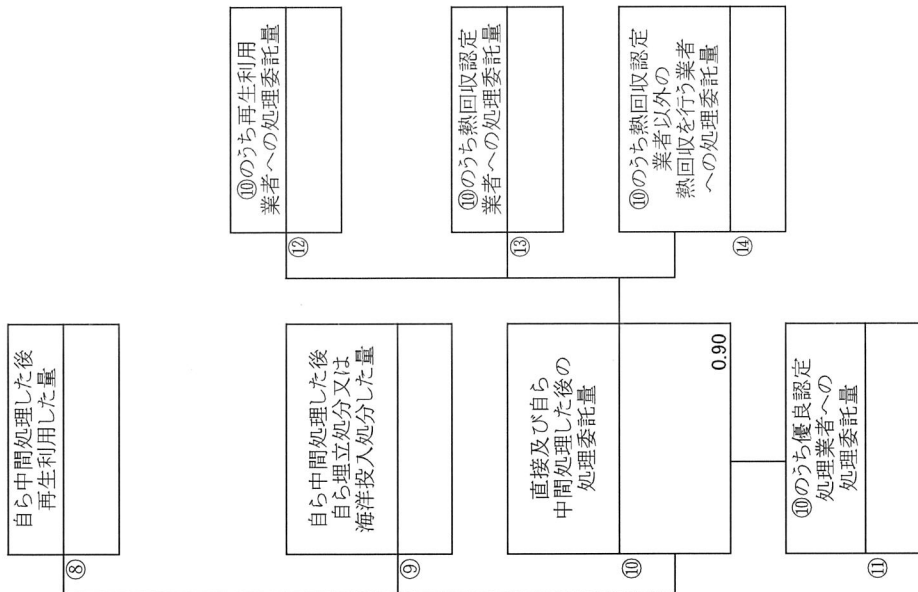 ⑧
自ら中間処理した後
再生利用した量
⑨
自ら中間処理した後
自ら埋立処分又は
海洋投入処分した量
⑩
直接及び自ら
中間処理した後の
処理委託量
0.90
⑪
⑩のうち優良認定
処理業者への
処理委託量
⑫
⑩のうち再生利用
業者への処理委託量
⑬
⑩のうち熱回収認定
業者への処理委託量
⑭
⑩のうち熱回収認定
業者以外の
熱回収を行う業者
への処理委託量